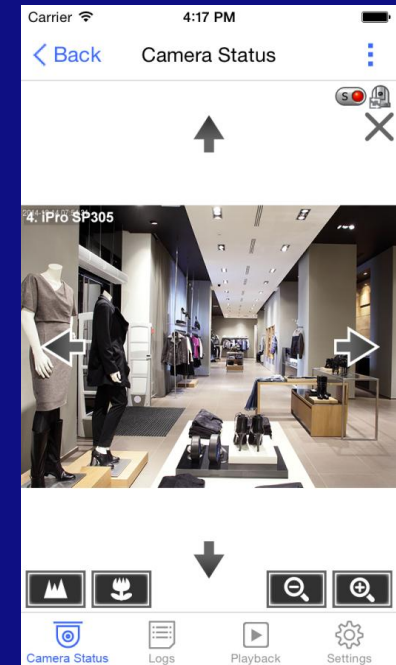 Carrier 4:17 PM
Back Camera Status
S
4. iPro SP305
Camera Status Logs Playback Settings